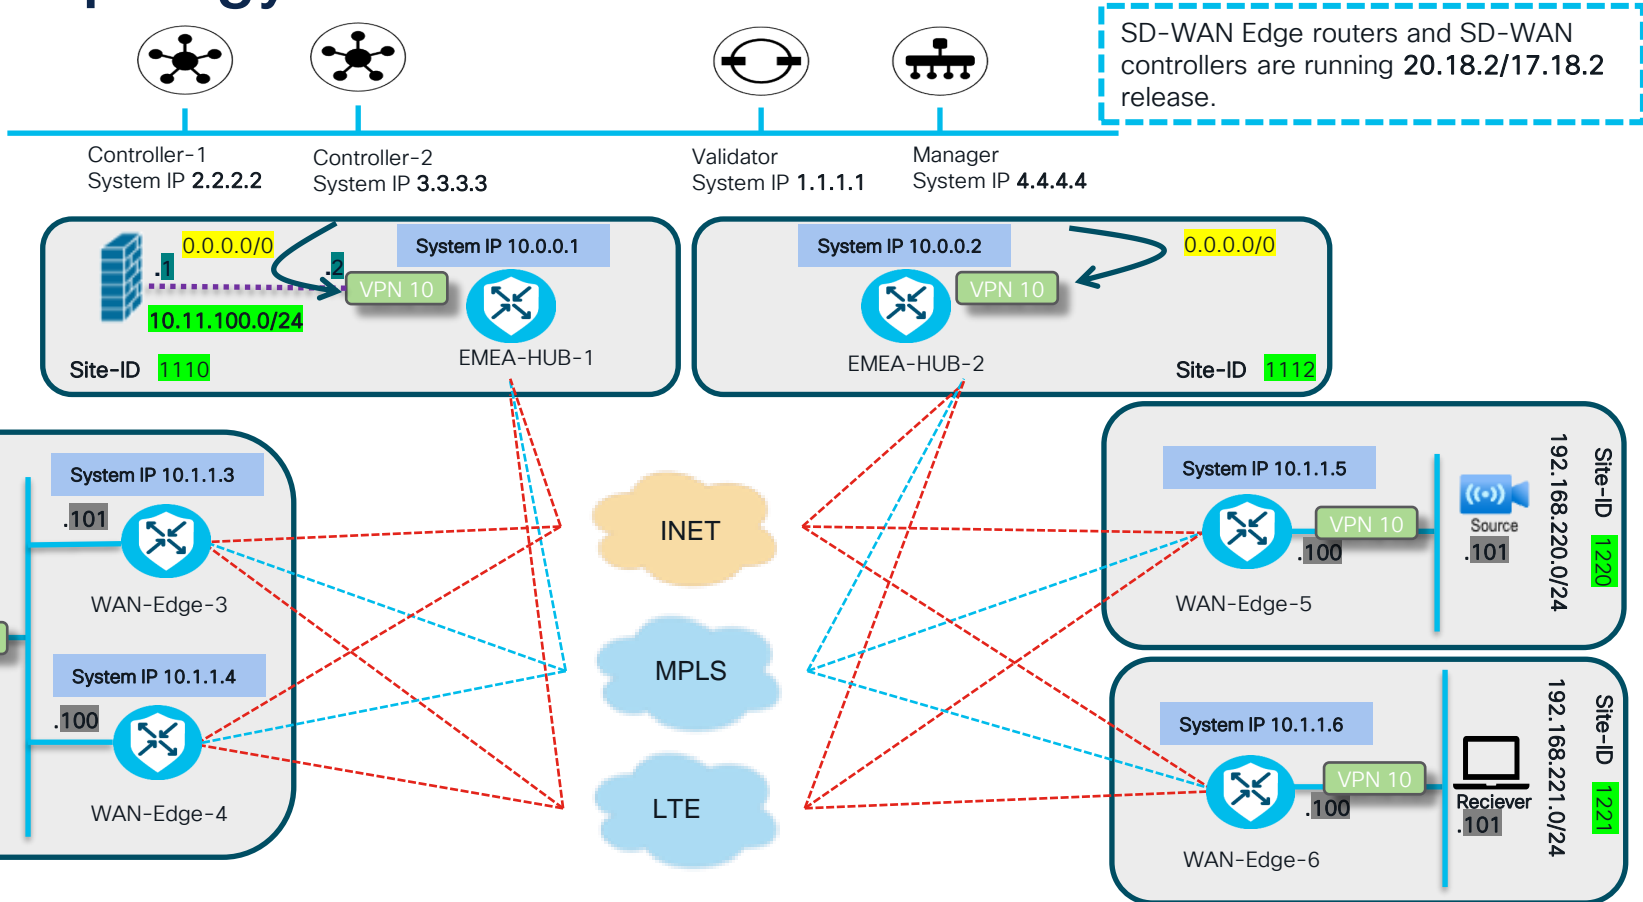 SD-WAN Edge routers and SD-WAN
controllers are running 20.18.2/17.18.2
release.
Controller-1
System IP 2.2.2.2
Controller-2
System IP 3.3.3.3
Validator
System IP 1.1.1.1
Manager
System IP 4.4.4.4
0.0.0.0/0
.1
.2
10.11.100.0/24
VPN 10
System IP 10.0.0.1
EMEA-HUB-1
Site-ID 1110
System IP 10.0.0.2
VPN 10
0.0.0.0/0
EMEA-HUB-2
Site-ID 1112
System IP 10.1.1.3
.101
WAN-Edge-3
System IP 10.1.1.4
.100
WAN-Edge-4
INET
MPLS
LTE
System IP 10.1.1.5
VPN 10
.100
WAN-Edge-5
Source
.101
192.168.220.0/24
Site-ID 1220
System IP 10.1.1.6
VPN 10
.100
WAN-Edge-6
Reciever
.101
192.168.221.0/24
Site-ID 1221